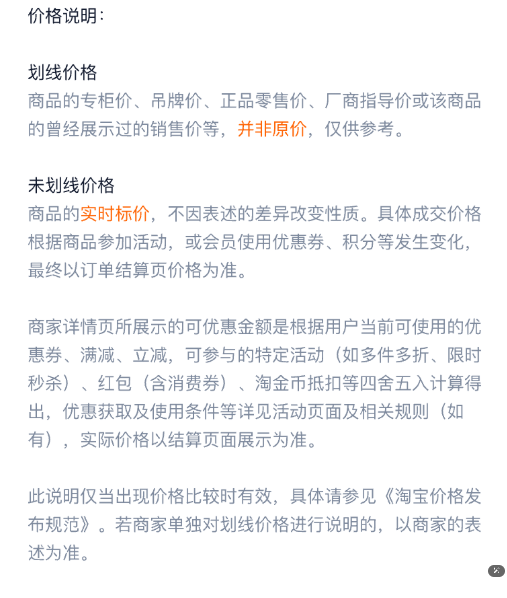 价格说明：
划线价格
商品的专柜价、吊牌价、正品零售价、厂商指导价或该商品
的曾经展示过的销售价等，并非原价，仅供参考。
未划线价格
商品的实时标价，不因表述的差异改变性质。具体成交价格
根据商品参加活动，或会员使用优惠券、积分等发生变化，
最终以订单结算页价格为准。
商家详情页所展示的可优惠金额是根据用户当前可使用的优
惠券、满减、立减，可参与的特定活动（如多件多折、限时
秒杀）、红包（含消费券）、淘金币抵扣等四舍五入计算得
出，优惠获取及使用条件等详见活动页面及相关规则（如
有），实际价格以结算页面展示为准。
此说明仅当出现价格比较时有效，具体请参见《淘宝价格发
布规范》。若商家单独对划线价格进行说明的，以商家的表
述为准。